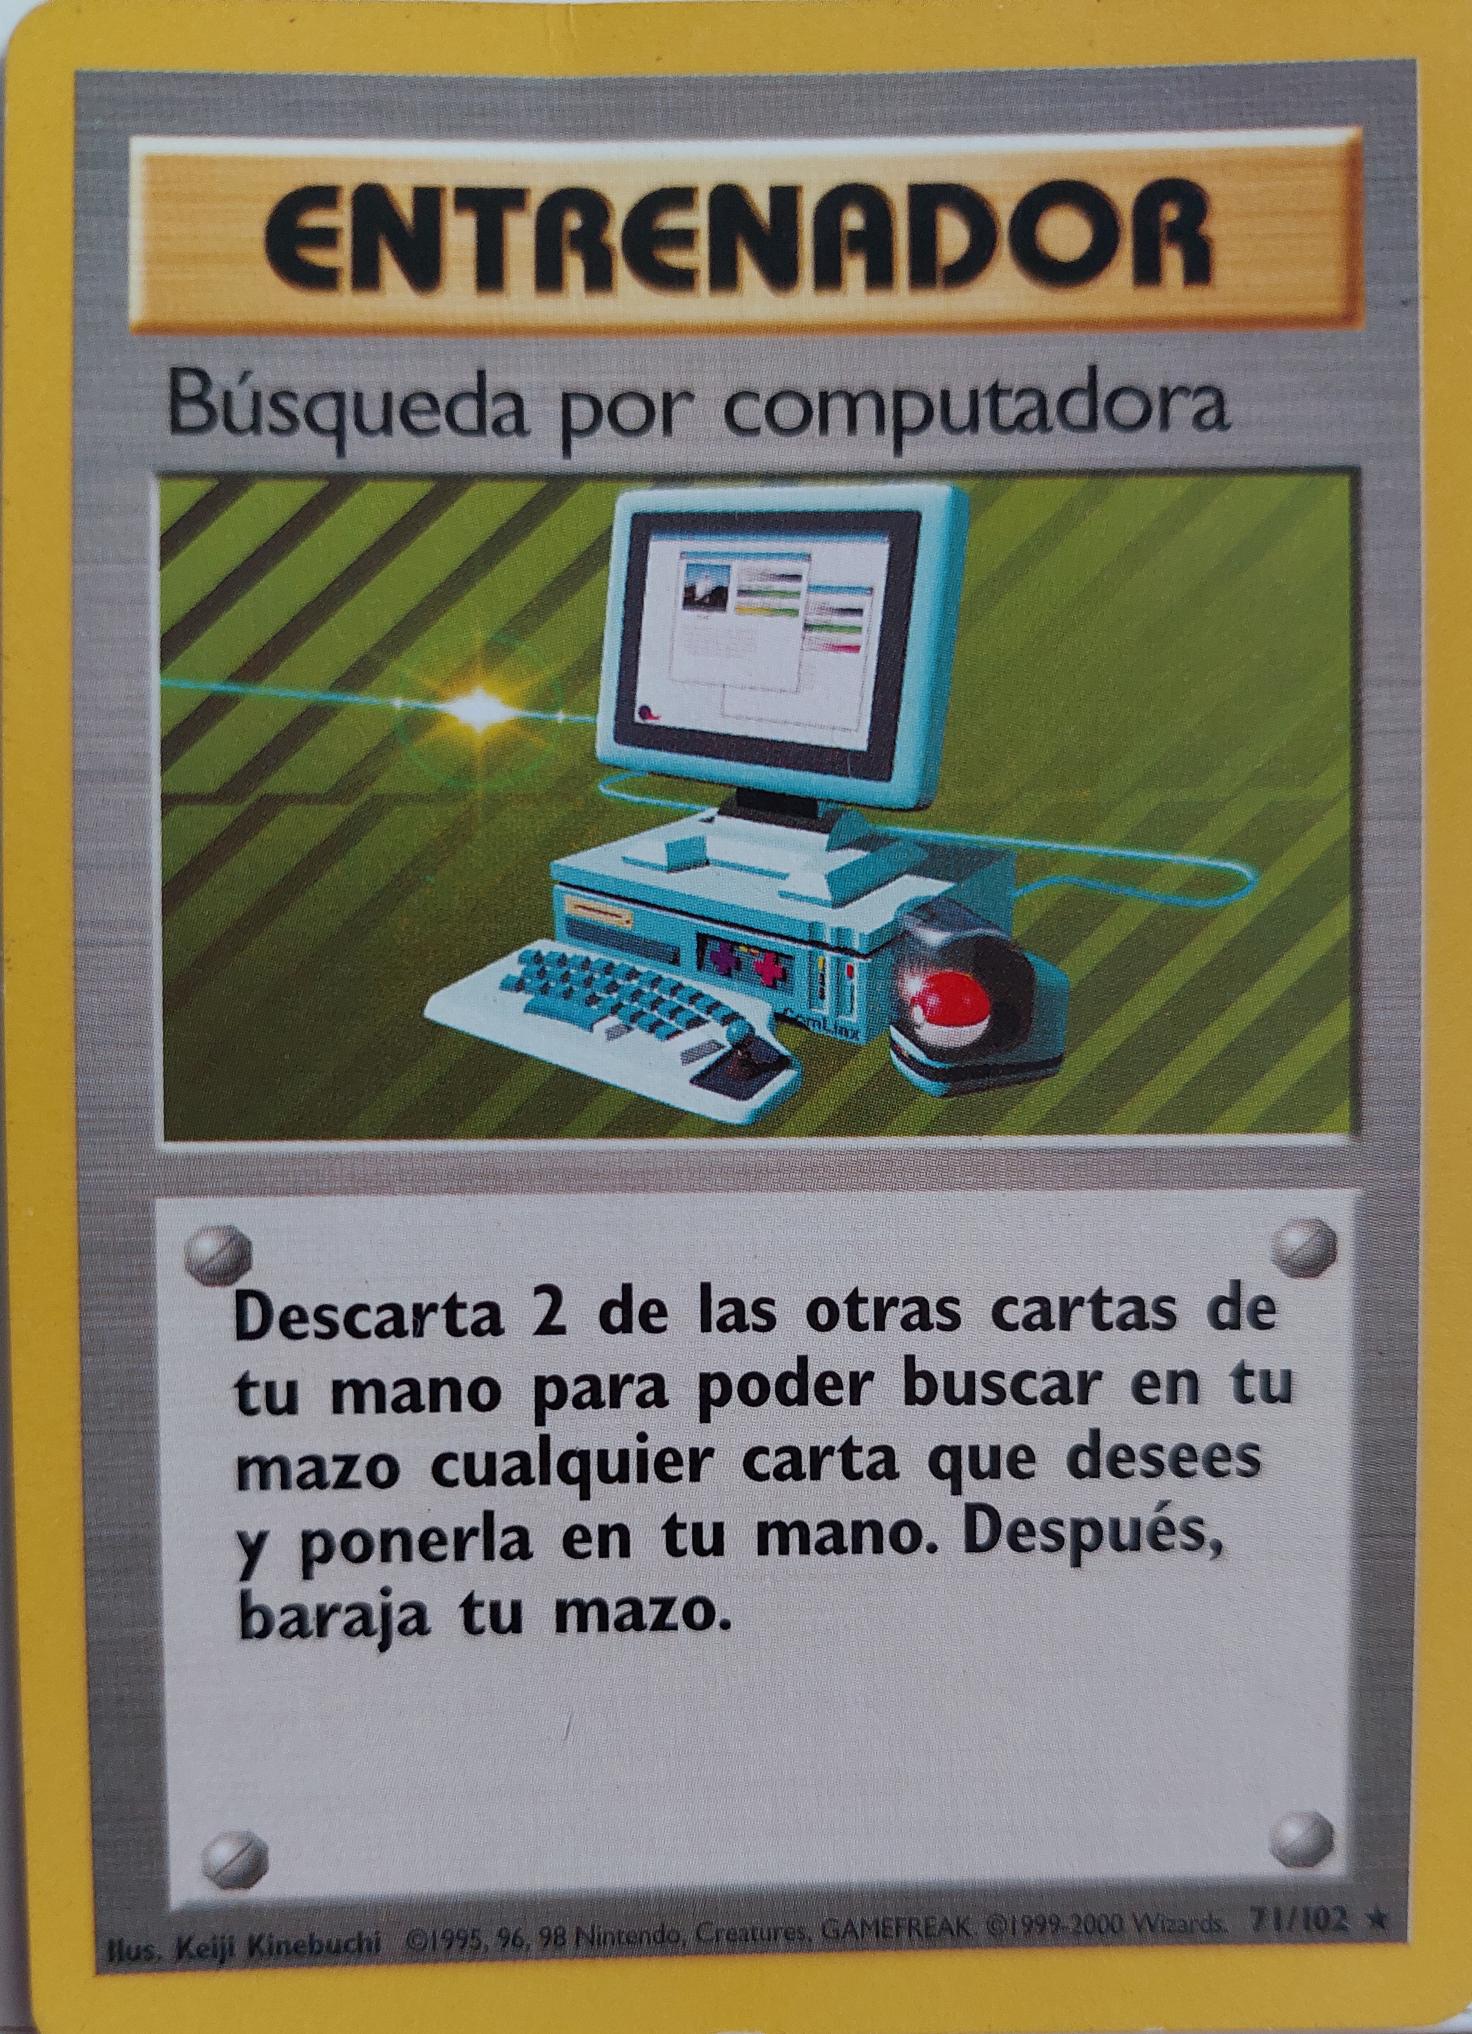 ENTRENADOR
Búsqueda por computadora
ComLinx
Descarta 2 de las otras cartas de
tu mano para poder buscar en tu
mazo cualquier carta que desees
y ponerla en tu mano. Después,
baraja tu mazo.
Ilus. Keiji Kinebuchi ©1995, 96, 98 Nintendo, Creatures, GAMEFREAK. ©1999-2000 Wizards. 71/102 ★